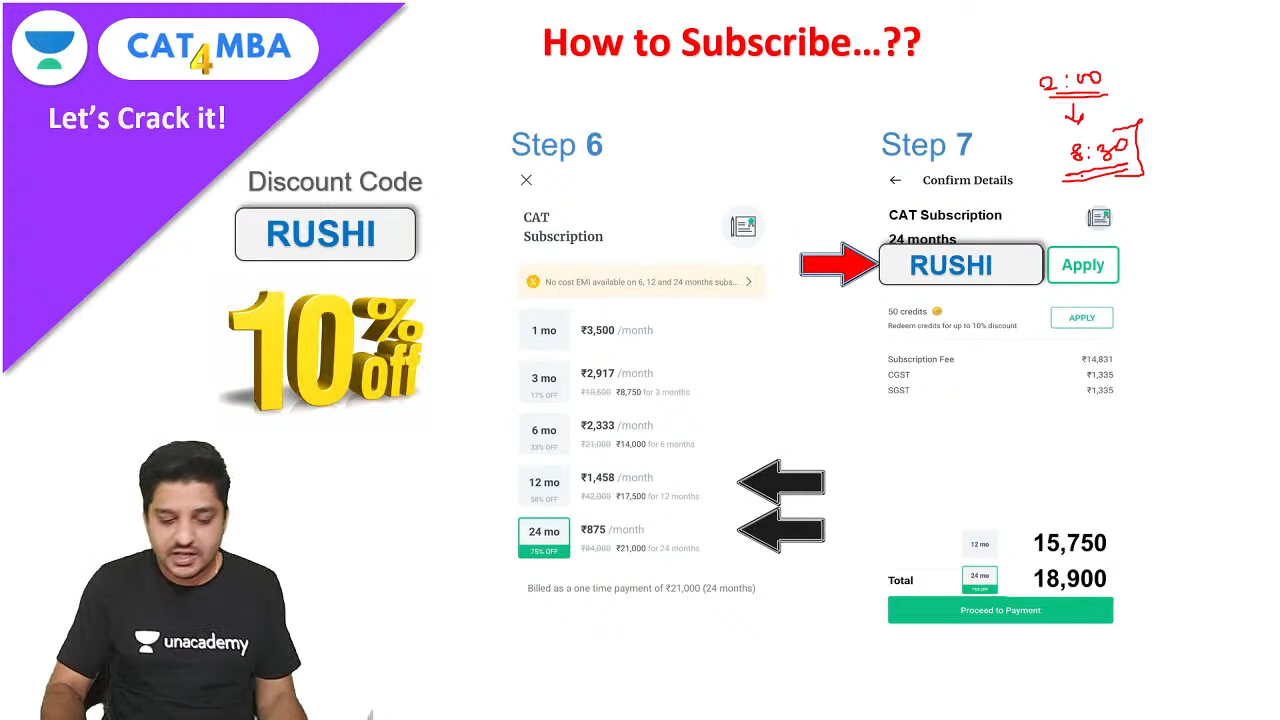 CAT 4 MBA
Let's Crack it!
How to Subscribe...??
Discount Code
RUSHI
10% off
unacademy
Step 6
CAT
Subscription
No cost EMI available on 6, 12 and 24 months subs...
1 mo ₹3,500 /month
3 mo ₹2,917 /month
17% OFF ₹10,500 ₹8,750 for 3 months
6 mo ₹2,333 /month
33% OFF ₹21,000 ₹14,000 for 6 months
12 mo ₹1,458 /month
58% OFF ₹42,000 ₹17,500 for 12 months
24 mo ₹875 /month
75% OFF ₹84,000 ₹21,000 for 24 months
Billed as a one time payment of ₹21,000 (24 months)
Step 7
8:30
Confirm Details
CAT Subscription
24 months
RUSHI Apply
50 credits
Redeem credits for up to 10% discount
APPLY
Subscription Fee ₹14,831
CGST ₹1,335
SGST ₹1,335
12 mo 15,750
Total 24 mo 18,900
75% OFF
Proceed to Payment